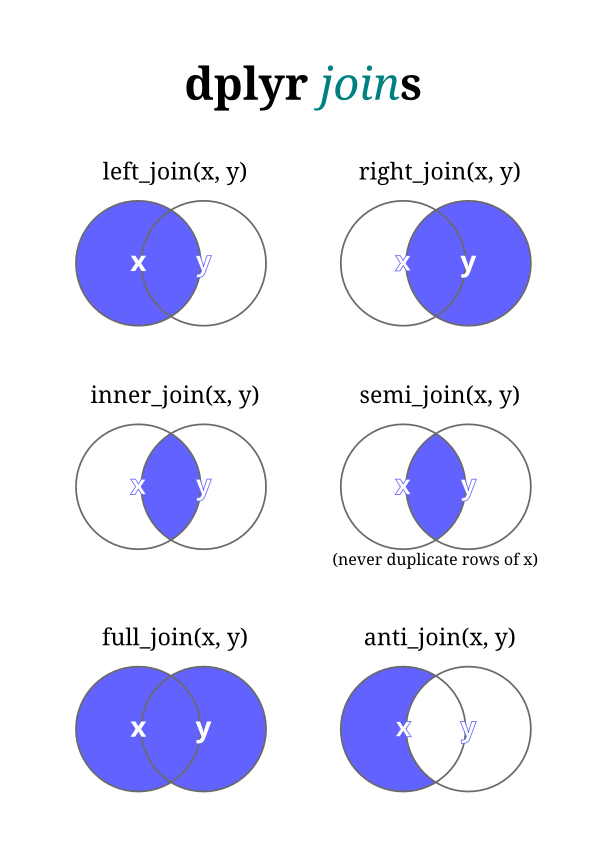 dplyr joins
left_join(x, y)
right_join(x, y)
x y
x y
inner_join(x, y)
semi_join(x, y)
x y
x y
(never duplicate rows of x)
full_join(x, y)
anti_join(x, y)
x y
x y